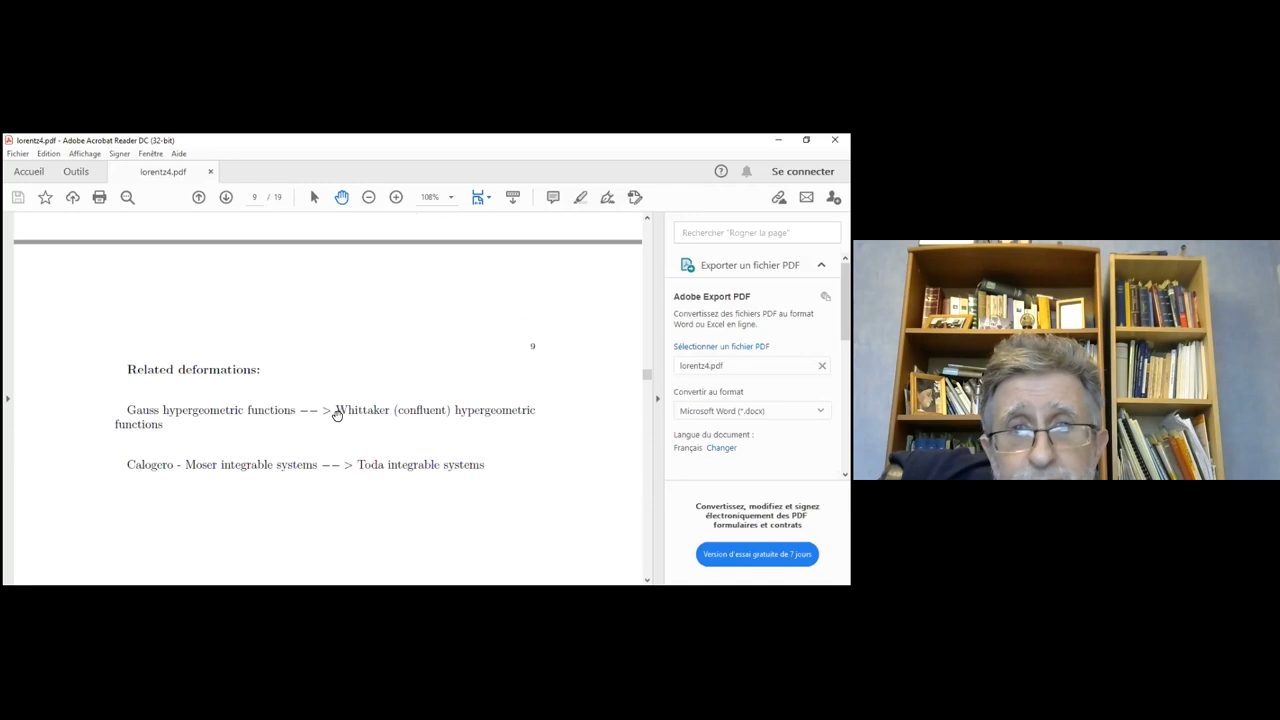 lorentz4.pdf - Adobe Acrobat Reader DC (32-bit)
Fichier Edition Affichage Signer Fenêtre Aide
Accueil Outils lorentz4.pdf × Se connecter
9 / 19 108%
Rechercher "Rogner la page"
Exporter un fichier PDF
Adobe Export PDF
Convertissez des fichiers PDF au format
Word ou Excel en ligne.
Sélectionner un fichier PDF
lorentz4.pdf
Convertir au format
Microsoft Word (*.docx)
Langue du document :
Français Changer
Convertissez, modifiez et signez
électroniquement des PDF
formulaires et contrats
Version d'essai gratuite de 7 jours
9
Related deformations:
Gauss hypergeometric functions −− > Whittaker (confluent) hypergeometric
functions
Calogero - Moser integrable systems −− > Toda integrable systems